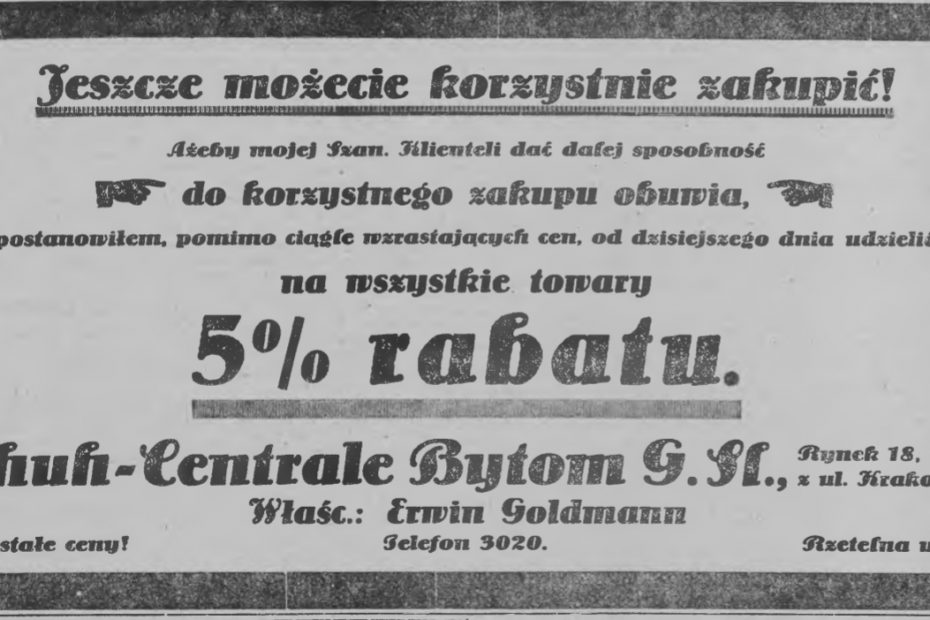 Jeszcze możecie korzystnie zakupić!
Ażeby mojej Szan. Klienteli dać dalej sposobność
do korzystnego zakupu obuwia,
postanowiłem, pomimo ciągle wzrastających cen, od dzisiejszego dnia udzielić
na wszystkie towary
5% rabatu.
huh-Centrale Bytom G. H., Rynek 18,
z ul. Krako
Właśc.: Erwin Goldmann
stałe ceny! Telefon 3020. Rzetelna u